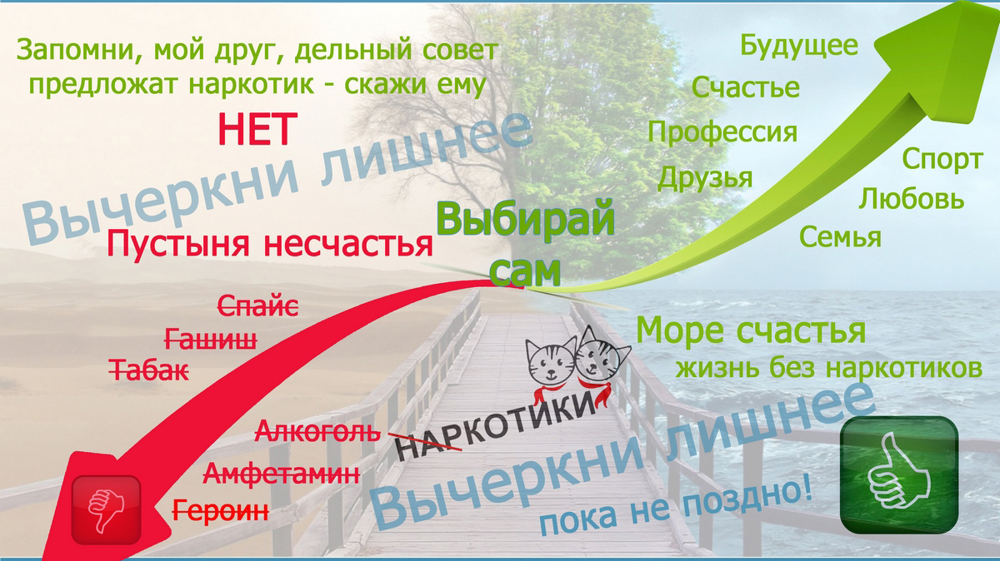 Запомни, мой друг, дельный совет
предложат наркотик - скажи ему
НЕТ
Вычеркни лишнее
Пустыня несчастья
Выбирай
сам
Будущее
Счастье
Профессия
Друзья
Спорт
Любовь
Семья
Спайс
Гашиш
Табак
Алкоголь
Амфетамин
Героин
Море счастья
жизнь без наркотиков
НАРКОТИКИ
Вычеркни лишнее
пока не поздно!